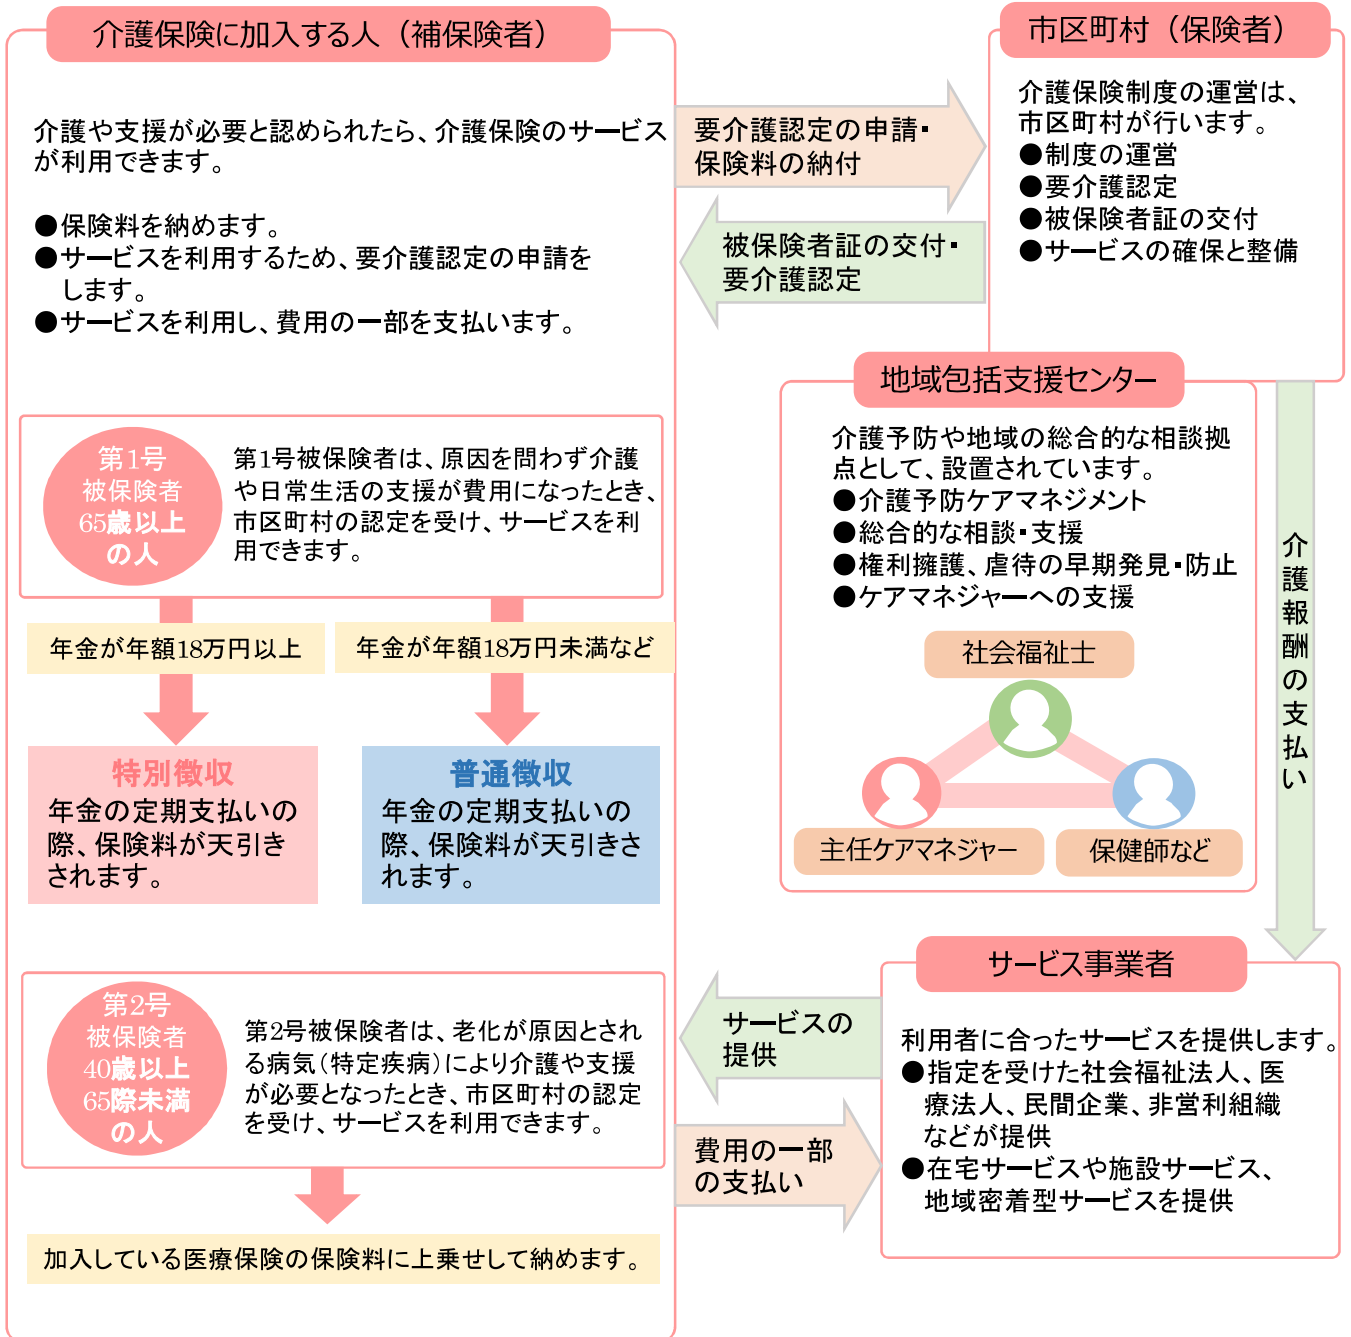 介護保険に加入する人（補保険者）
介護や支援が必要と認められたら、介護保険のサービス
が利用できます。
●保険料を納めます。
●サービスを利用するため、要介護認定の申請を
します。
●サービスを利用し、費用の一部を支払います。
第1号
被保険者
65歳以上
の人
第1号被保険者は、原因を問わず介護
や日常生活の支援が費用になったとき、
市区町村の認定を受け、サービスを利
用できます。
年金が年額18万円以上
年金が年額18万円未満など
特別徴収
年金の定期支払いの
際、保険料が天引き
されます。
普通徴収
年金の定期支払いの
際、保険料が天引きさ
れます。
第2号
被保険者
40歳以上
65際未満
の人
第2号被保険者は、老化が原因とされ
る病気（特定疾病）により介護や支援
が必要となったとき、市区町村の認定
を受け、サービスを利用できます。
加入している医療保険の保険料に上乗せして納めます。
要介護認定の申請・
保険料の納付
被保険者証の交付・
要介護認定
市区町村（保険者）
介護保険制度の運営は、
市区町村が行います。
●制度の運営
●要介護認定
●被保険者証の交付
●サービスの確保と整備
地域包括支援センター
介護予防や地域の総合的な相談拠
点として、設置されています。
●介護予防ケアマネジメント
●総合的な相談・支援
●権利擁護、虐待の早期発見・防止
●ケアマネジャーへの支援
社会福祉士
主任ケアマネジャー
保健師など
介護報酬の支払い
サービスの
提供
費用の一部
の支払い
サービス事業者
利用者に合ったサービスを提供します。
●指定を受けた社会福祉法人、医
療法人、民間企業、非営利組織
などが提供
●在宅サービスや施設サービス、
地域密着型サービスを提供